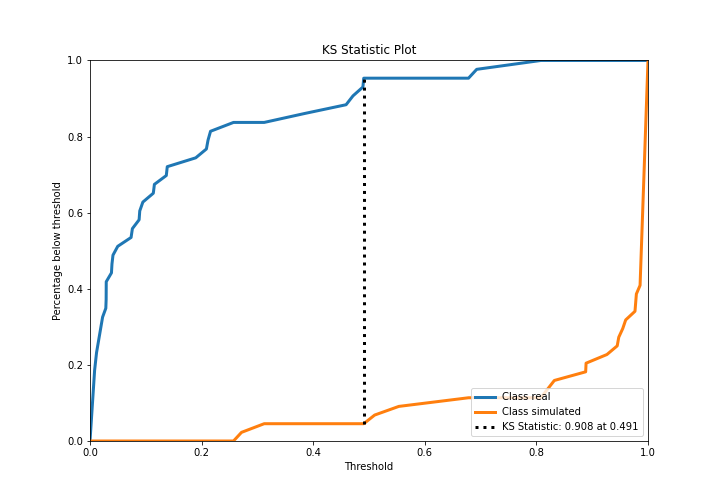 KS Statistic Plot
1.0
0.8
0.6
0.4
0.2
0.0
Percentage below threshold
0.0 0.2 0.4 0.6 0.8 1.0
Threshold
Class real
Class simulated
KS Statistic: 0.908 at 0.491